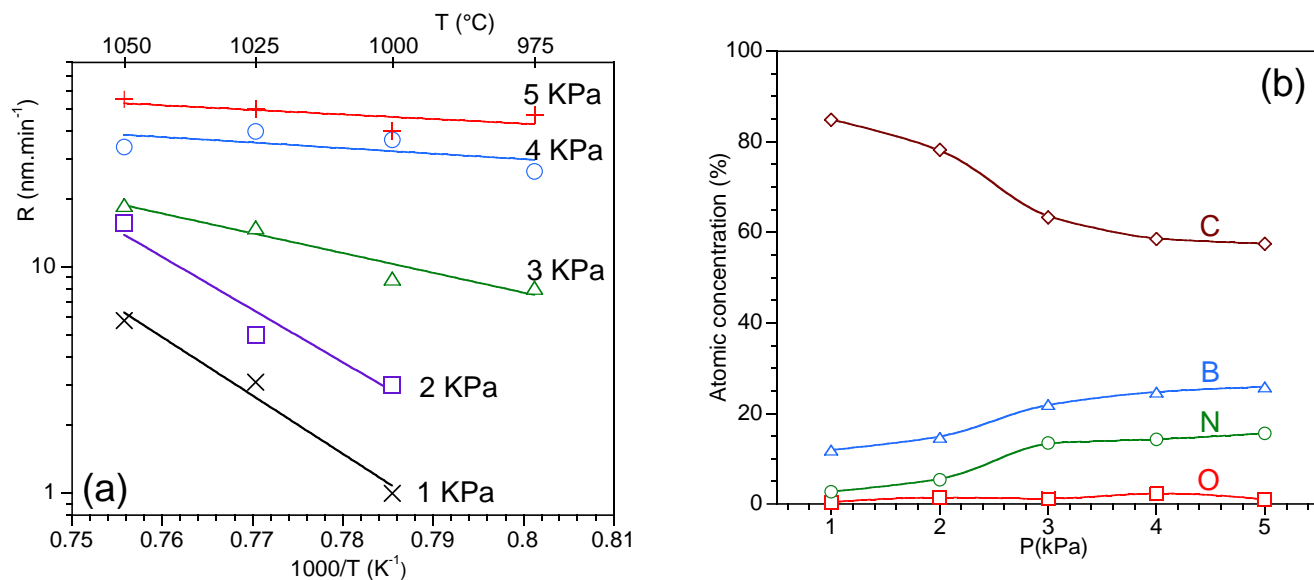 T (°C)
1050 1025 1000 975
R (nm.min-1)
10
1
5 KPa
4 KPa
3 KPa
2 KPa
1 KPa
(a)
0.75 0.76 0.77 0.78 0.79 0.8 0.81
1000/T (K-1)
(b)
Atomic concentration (%)
100
80
60
40
20
0
C
B
N
O
1 2 3 4 5
P(kPa)